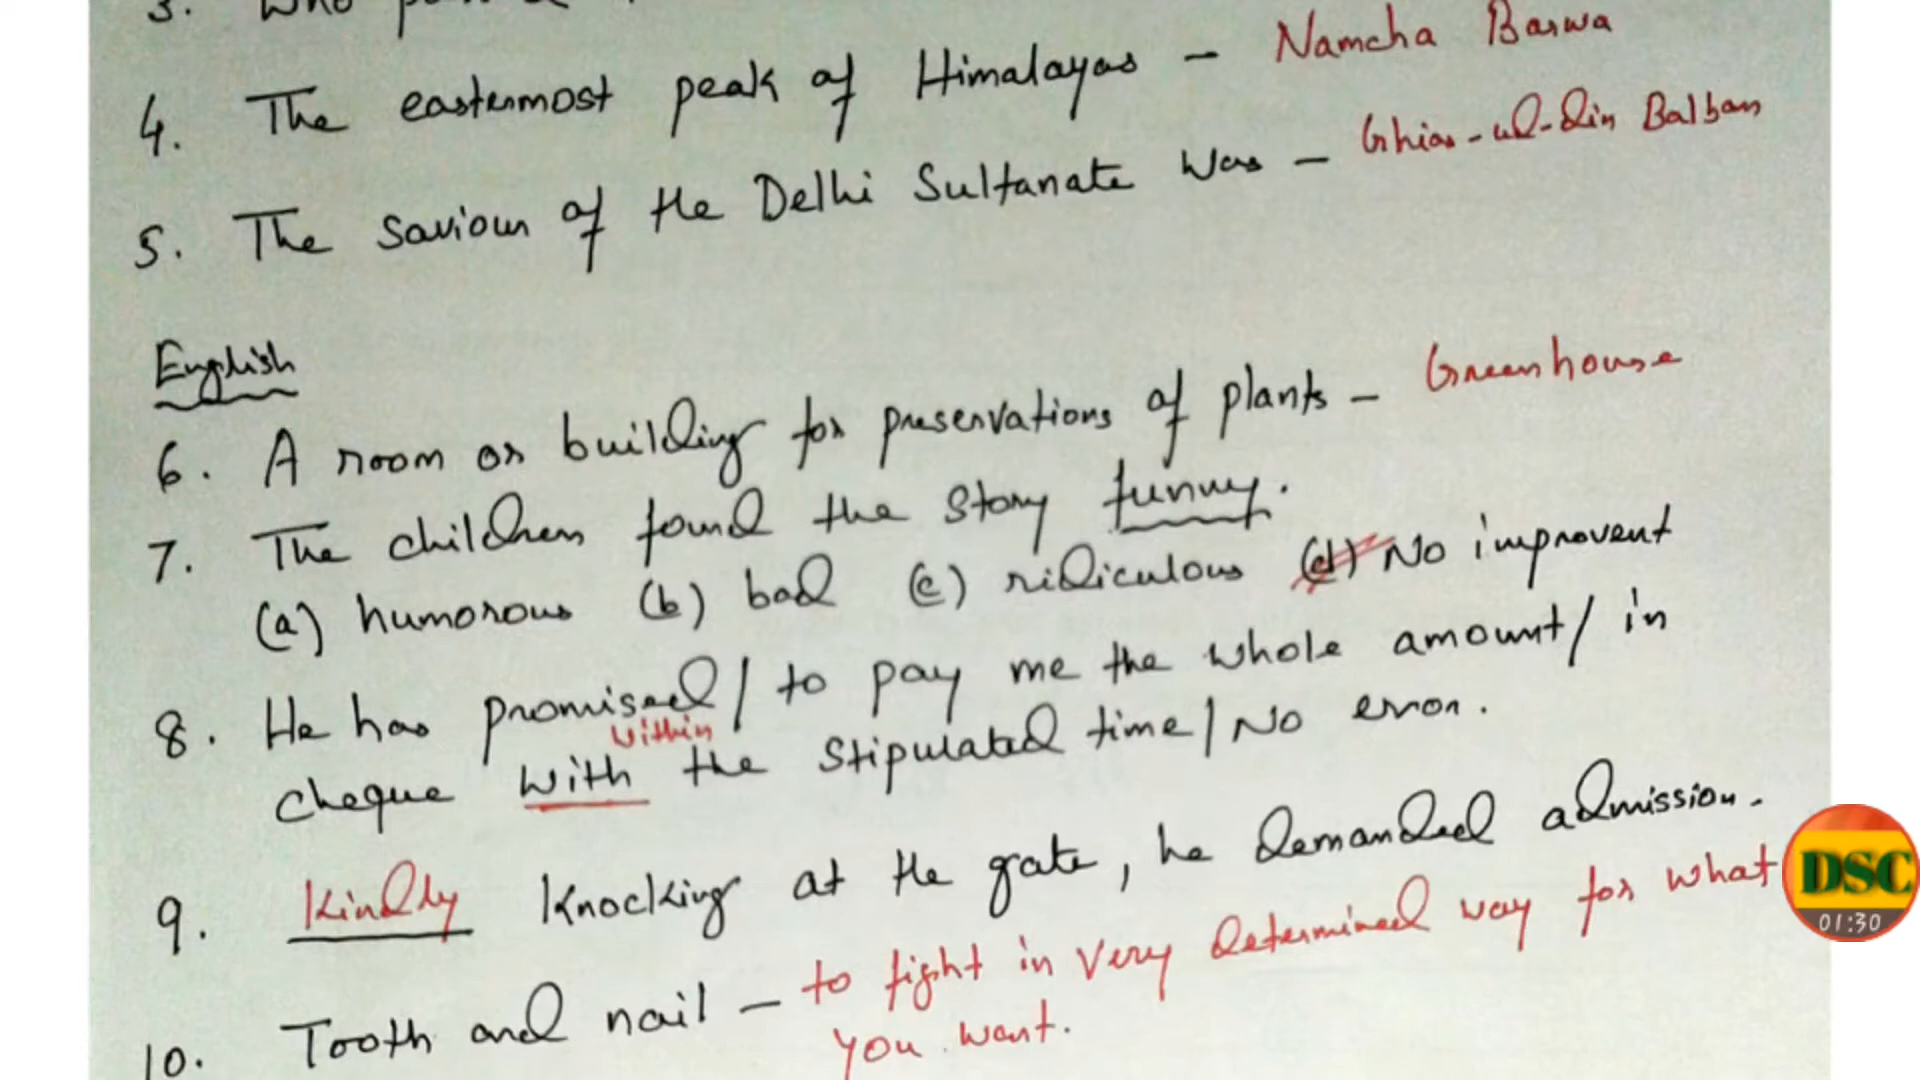 3. Who
4. The easternmost peak of Himalayas - Namcha Barwa
5. The saviour of the Delhi Sultanate was - Ghias-ud-din Balban
English
6. A room or building for preservations of plants - Greenhouse
7. The children found the story funny.
(a) humorous (b) bad (c) ridiculous (d) No improvent
8. He has promised / to pay me the whole amount / in
within
cheque with the stipulated time / No error.
9. Kindly Knocking at the gate, he demanded admission.
10. Tooth and nail - to fight in very determined way for what
you want.
DSC
01:30